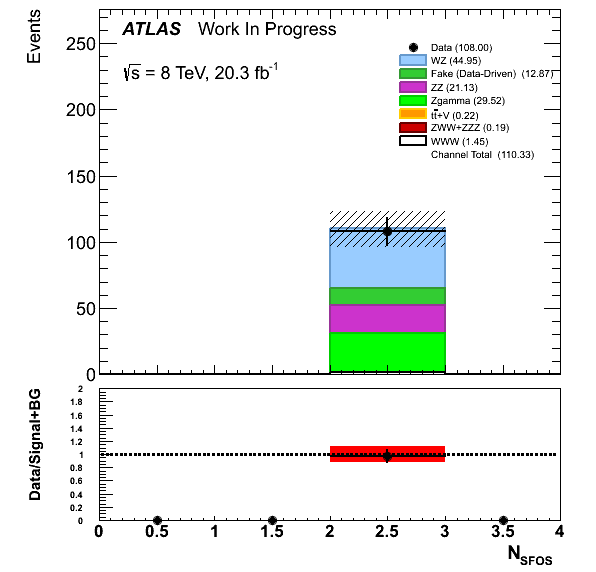 Events
ATLAS Work In Progress
√s = 8 TeV, 20.3 fb⁻¹
Data (108.00)
WZ (44.95)
Fake (Data-Driven) (12.87)
ZZ (21.13)
Zgamma (29.52)
tt̄+V (0.22)
ZWW+ZZZ (0.19)
WWW (1.45)
Channel Total (110.33)
250
200
150
100
50
0
Data/Signal+BG
2
1.8
1.6
1.4
1.2
1
0.8
0.6
0.4
0.2
0
0 0.5 1 1.5 2 2.5 3 3.5 4
N_SFOS